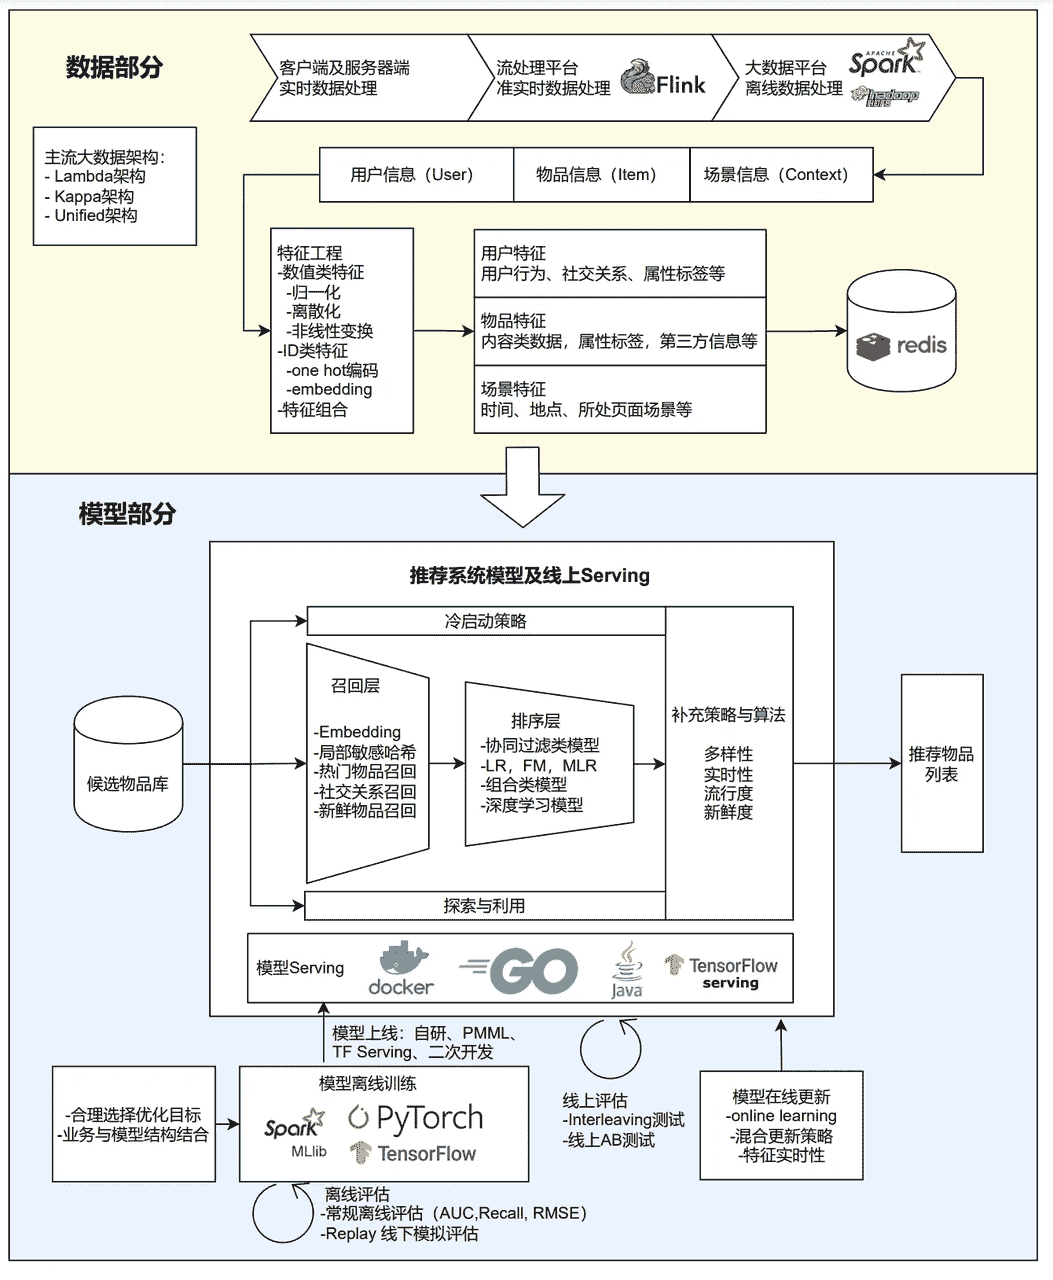 数据部分
客户端及服务器端
实时数据处理
流处理平台
准实时数据处理
Flink
大数据平台
离线数据处理
APACHE
Spark
hadoop
HDFS
主流大数据架构：
- Lambda架构
- Kappa架构
- Unified架构
用户信息（User）
物品信息（Item）
场景信息（Context）
特征工程
-数值类特征
-归一化
-离散化
-非线性变换
-ID类特征
-one hot编码
-embedding
-特征组合
用户特征
用户行为、社交关系、属性标签等
物品特征
内容类数据，属性标签，第三方信息等
场景特征
时间、地点、所处页面场景等
redis
模型部分
推荐系统模型及线上Serving
冷启动策略
候选物品库
召回层
-Embedding
-局部敏感哈希
-热门物品召回
-社交关系召回
-新鲜物品召回
排序层
-协同过滤类模型
-LR，FM，MLR
-组合类模型
-深度学习模型
补充策略与算法
多样性
实时性
流行度
新鲜度
推荐物品
列表
探索与利用
模型Serving
docker
GO
Java
TensorFlow
serving
模型上线：自研、PMML、
TF Serving、二次开发
-合理选择优化目标
-业务与模型结构结合
模型离线训练
Spark
MLlib
PyTorch
TensorFlow
离线评估
-常规离线评估（AUC,Recall, RMSE）
-Replay 线下模拟评估
线上评估
-Interleaving测试
-线上AB测试
模型在线更新
-online learning
-混合更新策略
-特征实时性